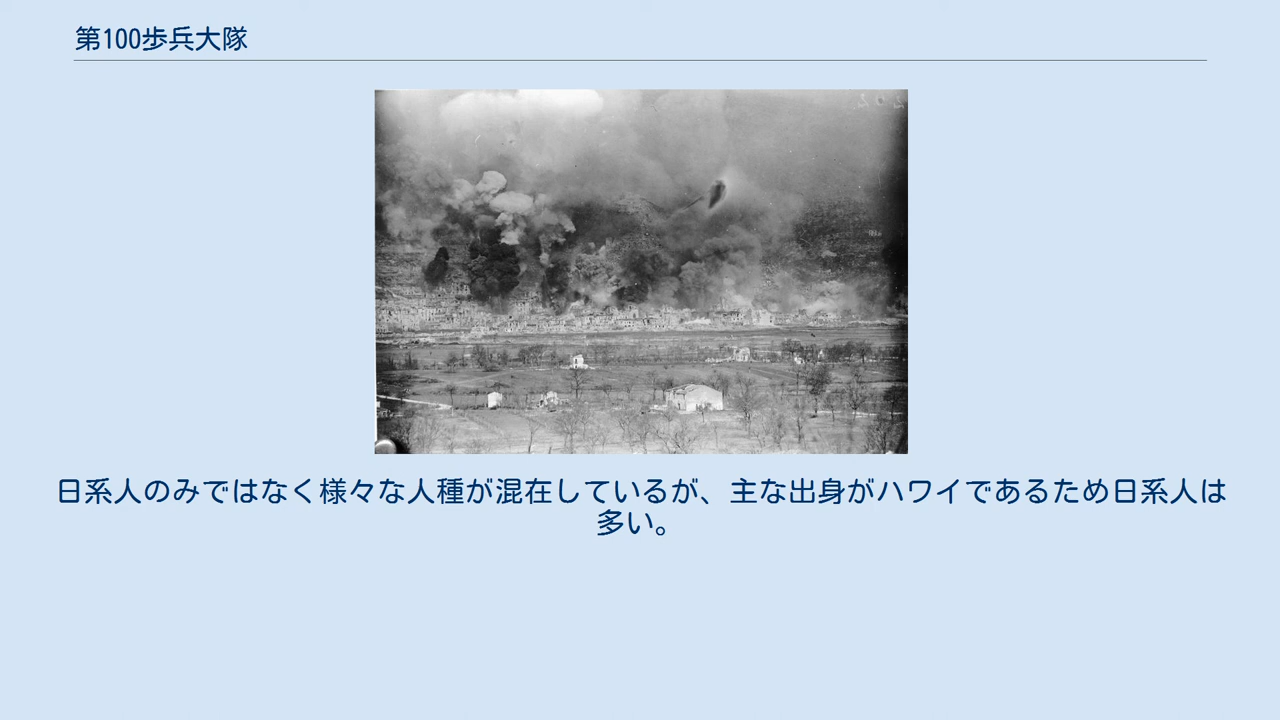 第100歩兵大隊
日系人のみではなく様々な人種が混在しているが、主な出身がハワイであるため日系人は
多い。